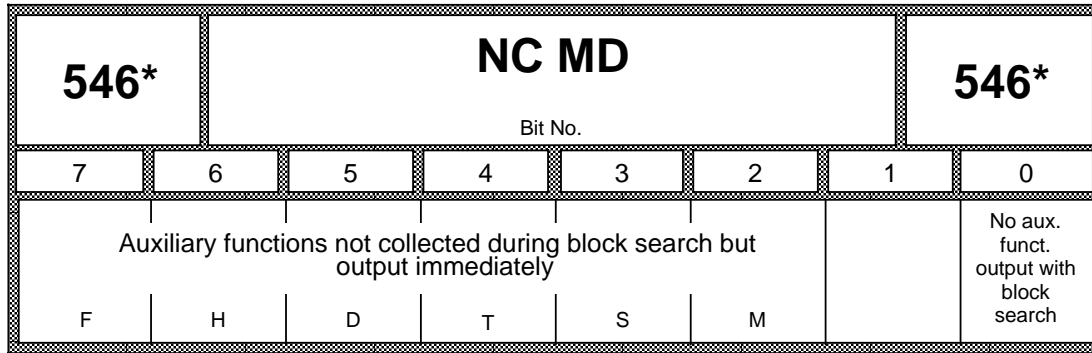 546*
NC MD
546*
Bit No.
7 6 5 4 3 2 1 0
Auxiliary functions not collected during block search but
output immediately
F H D T S M
No aux.
funct.
output with
block
search